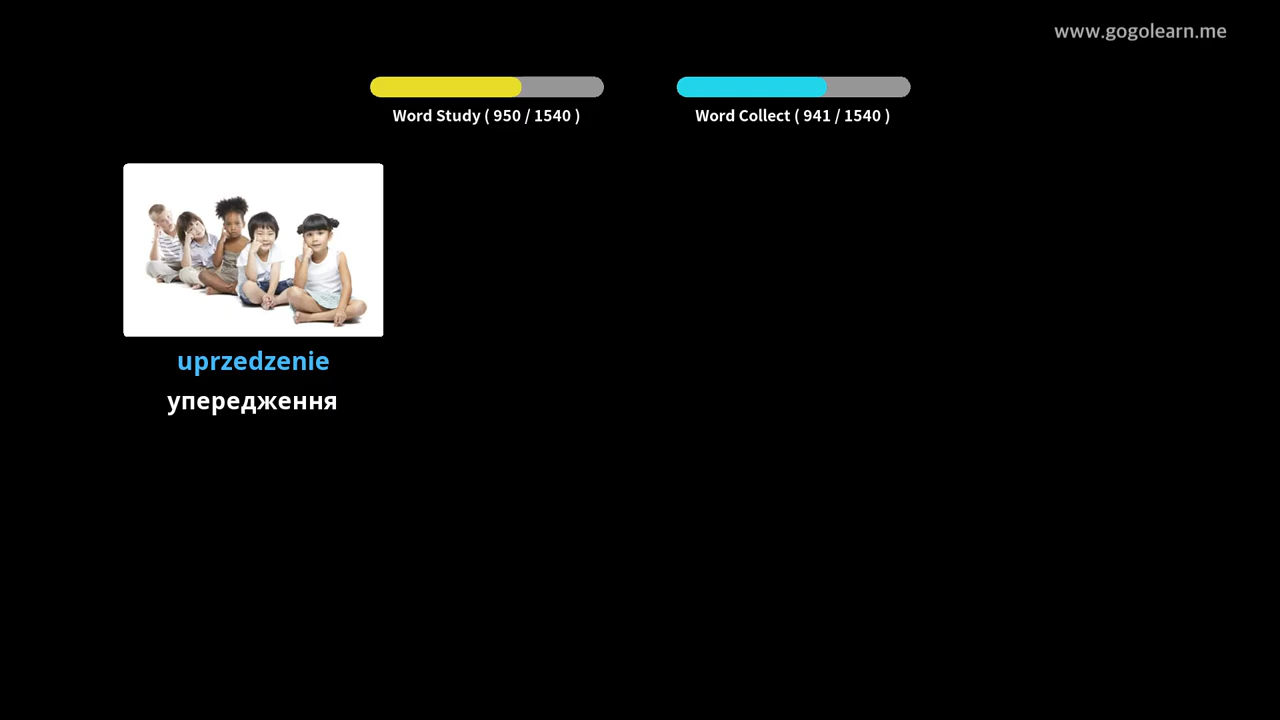 www.gogolearn.me
Word Study ( 950 / 1540 )
Word Collect ( 941 / 1540 )
uprzedzenie
упередження